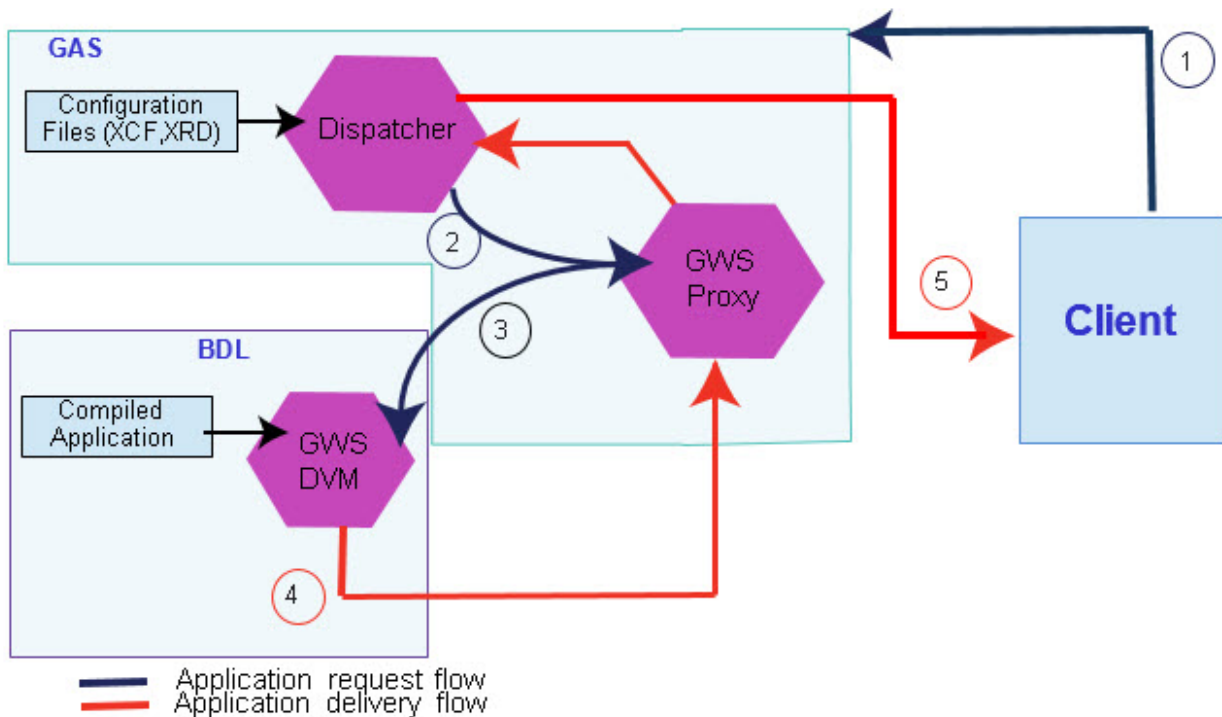 GAS
1
Configuration
Files (XCF,XRD)
Dispatcher
2
GWS
Proxy
5
Client
3
BDL
Compiled
Application
GWS
DVM
4
Application request flow
Application delivery flow